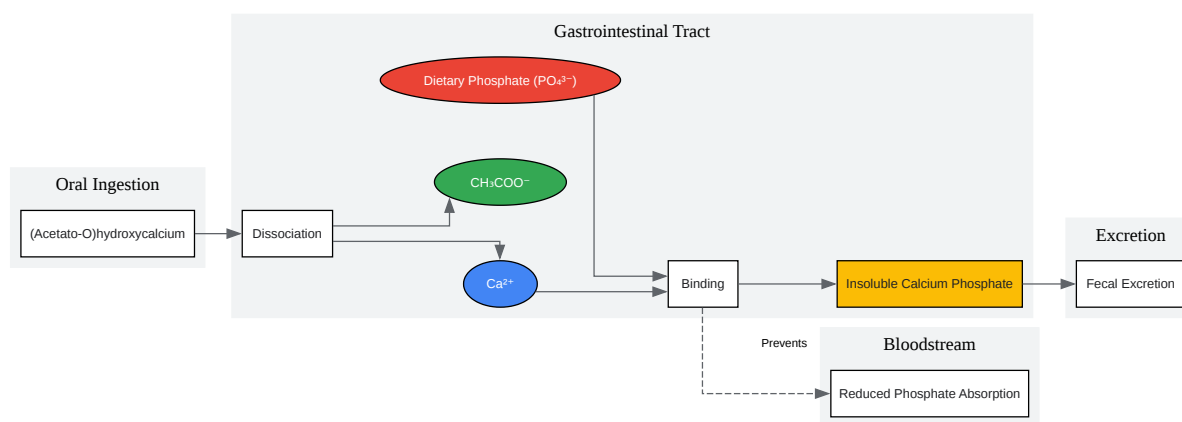 Gastrointestinal Tract
Dietary Phosphate (PO₄³⁻)
Oral Ingestion
CH₃COO⁻
(Acetato-O)hydroxycalcium
Dissociation
Ca²⁺
Binding
Insoluble Calcium Phosphate
Excretion
Fecal Excretion
Prevents
Bloodstream
Reduced Phosphate Absorption